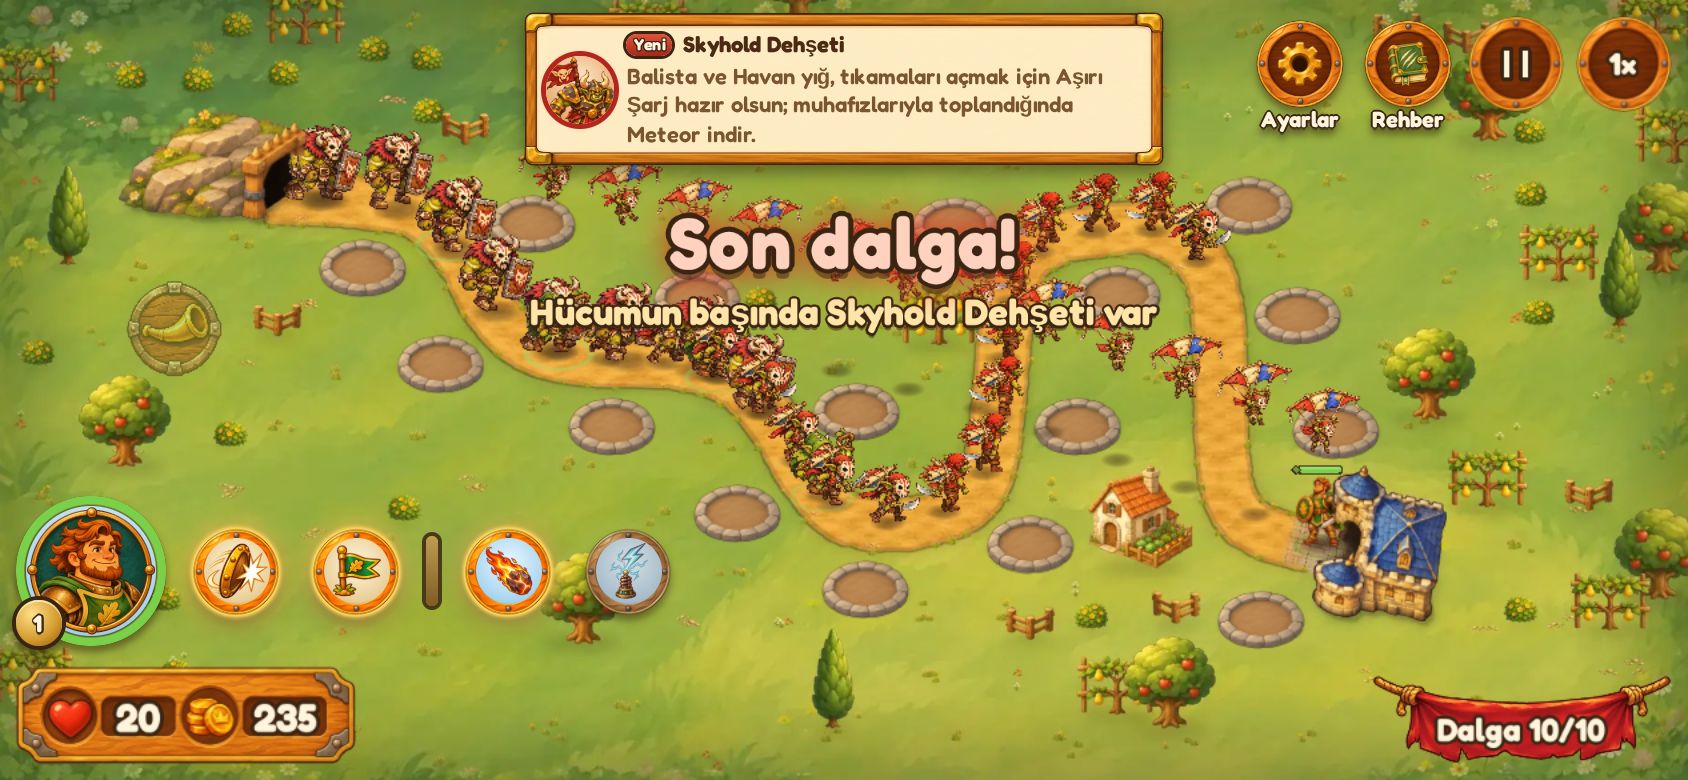 Yeni Skyhold Dehşeti
Balista ve Havan yığ, tıkamaları açmak için Aşırı
Şarj hazır olsun; muhafızlarıyla toplandığında
Meteor indir.
Ayarlar
Rehber
1x
Son dalga!
Hücumun başında Skyhold Dehşeti var
1
20
235
Dalga 10/10